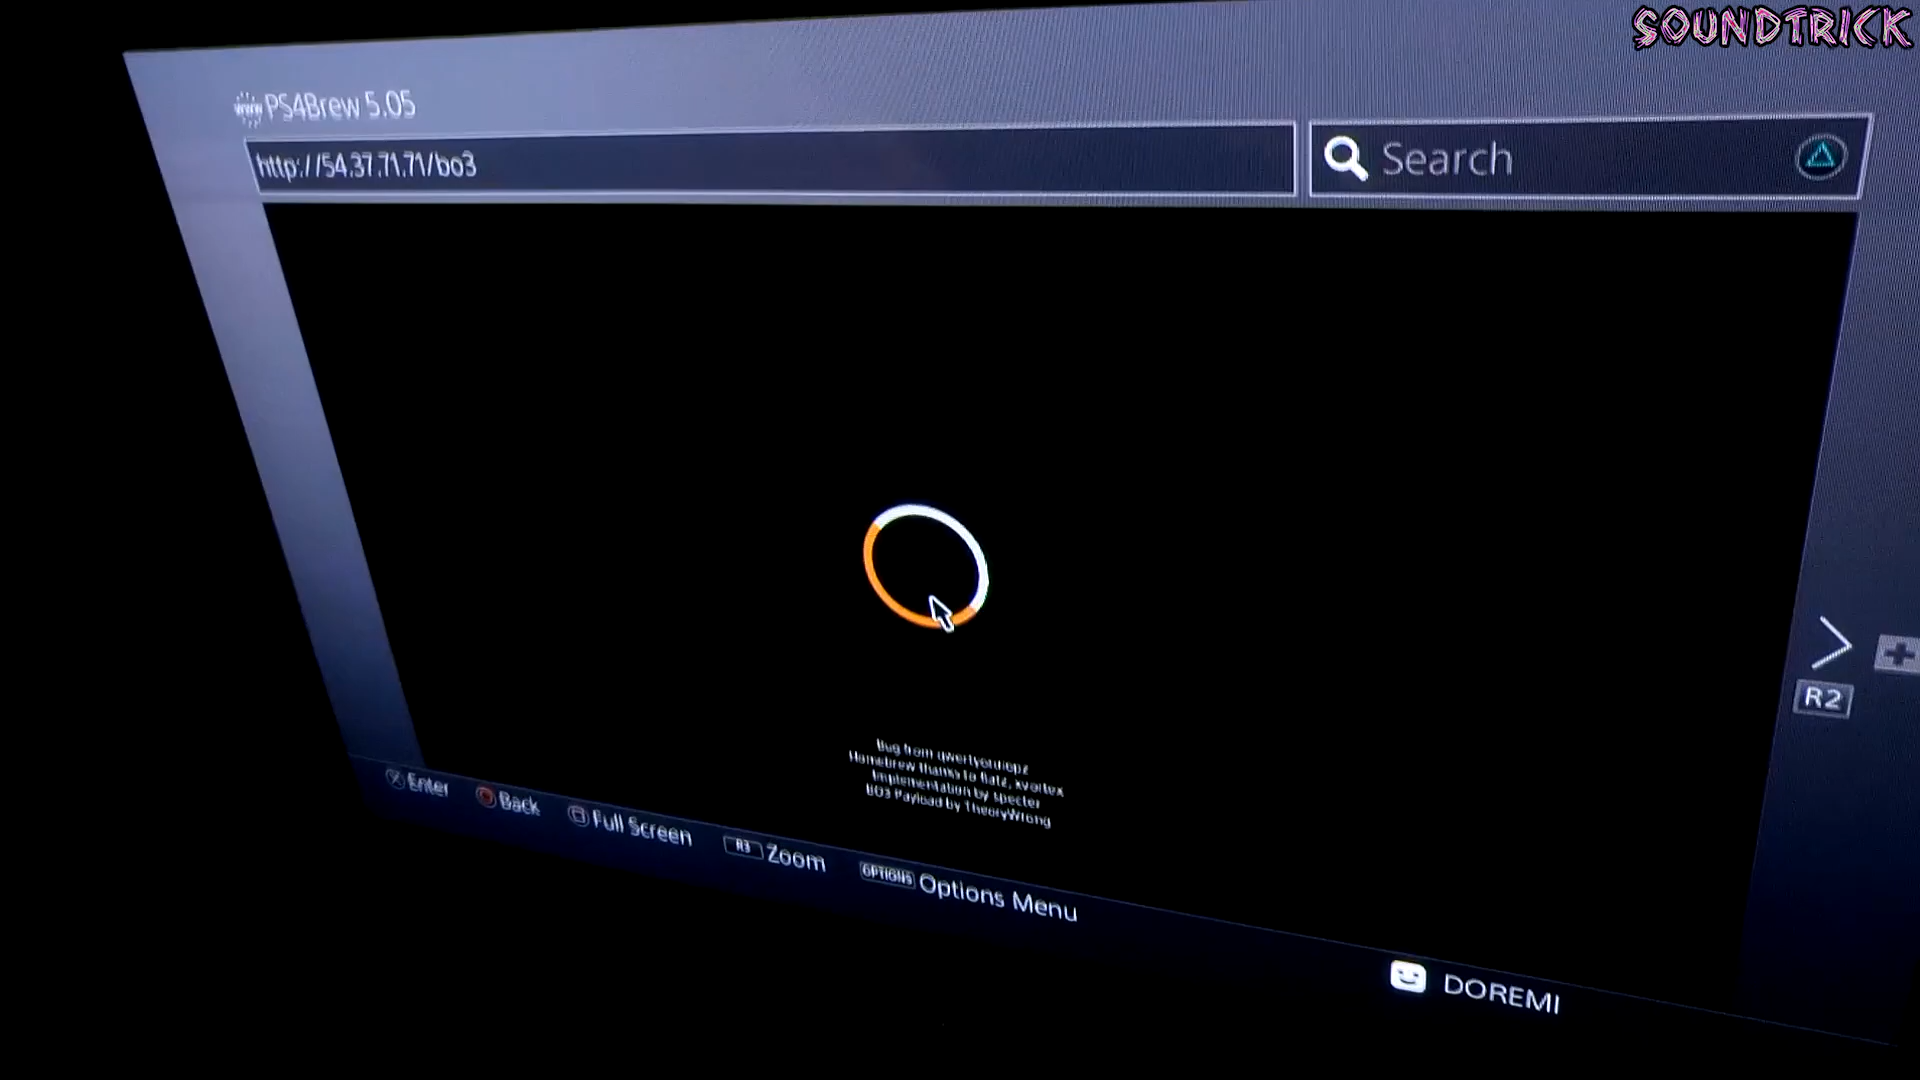 SOUNDTRICK
www PS4Brew 5.05
http://54.37.71.71/bo3
Search
R2
Bug from qwertyoruiopz
Homebrew thanks to flatz, xvortex
Implementation by specter
BO3 Payload by TheoryWrong
Enter
Back
Full Screen
R3 Zoom
OPTIONS Options Menu
DOREMI